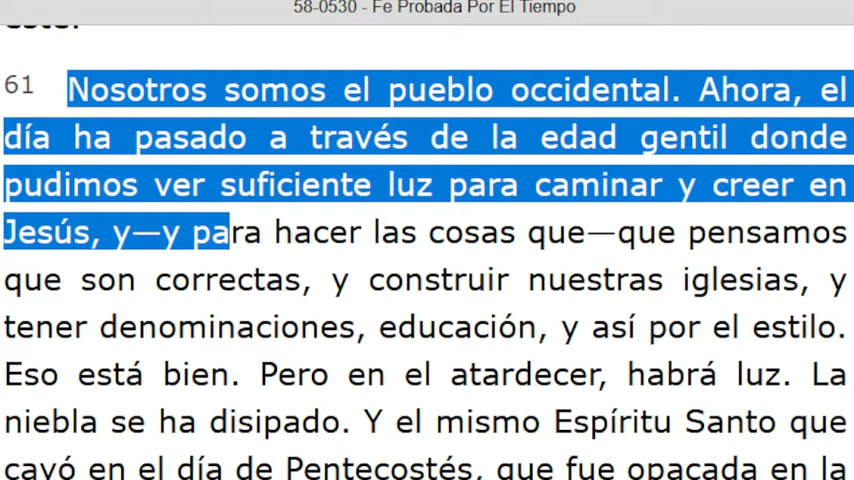 58-0530 - Fe Probada Por El Tiempo
este.
61 Nosotros somos el pueblo occidental. Ahora, el
día ha pasado a través de la edad gentil donde
pudimos ver suficiente luz para caminar y creer en
Jesús, y—y para hacer las cosas que—que pensamos
que son correctas, y construir nuestras iglesias, y
tener denominaciones, educación, y así por el estilo.
Eso está bien. Pero en el atardecer, habrá luz. La
niebla se ha disipado. Y el mismo Espíritu Santo que
cayó en el día de Pentecostés, que fue opacada en la